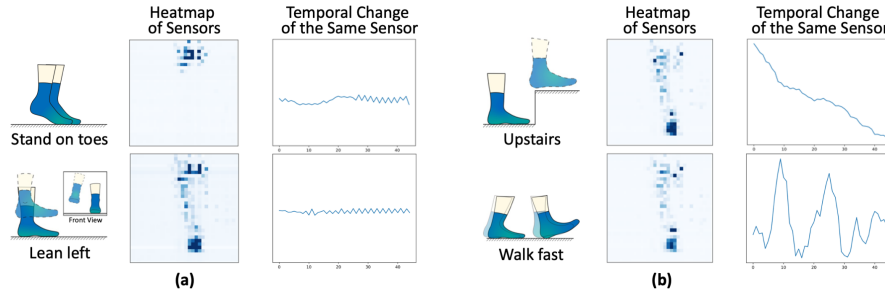 Heatmap
of Sensors
Temporal Change
of the Same Sensor
Stand on toes
0 10 20 30 40
Front View
Lean left
0 10 20 30 40
(a)
Heatmap
of Sensors
Temporal Change
of the Same Sensor
Upstairs
0 10 20 30 40
Walk fast
0 10 20 30 40
(b)